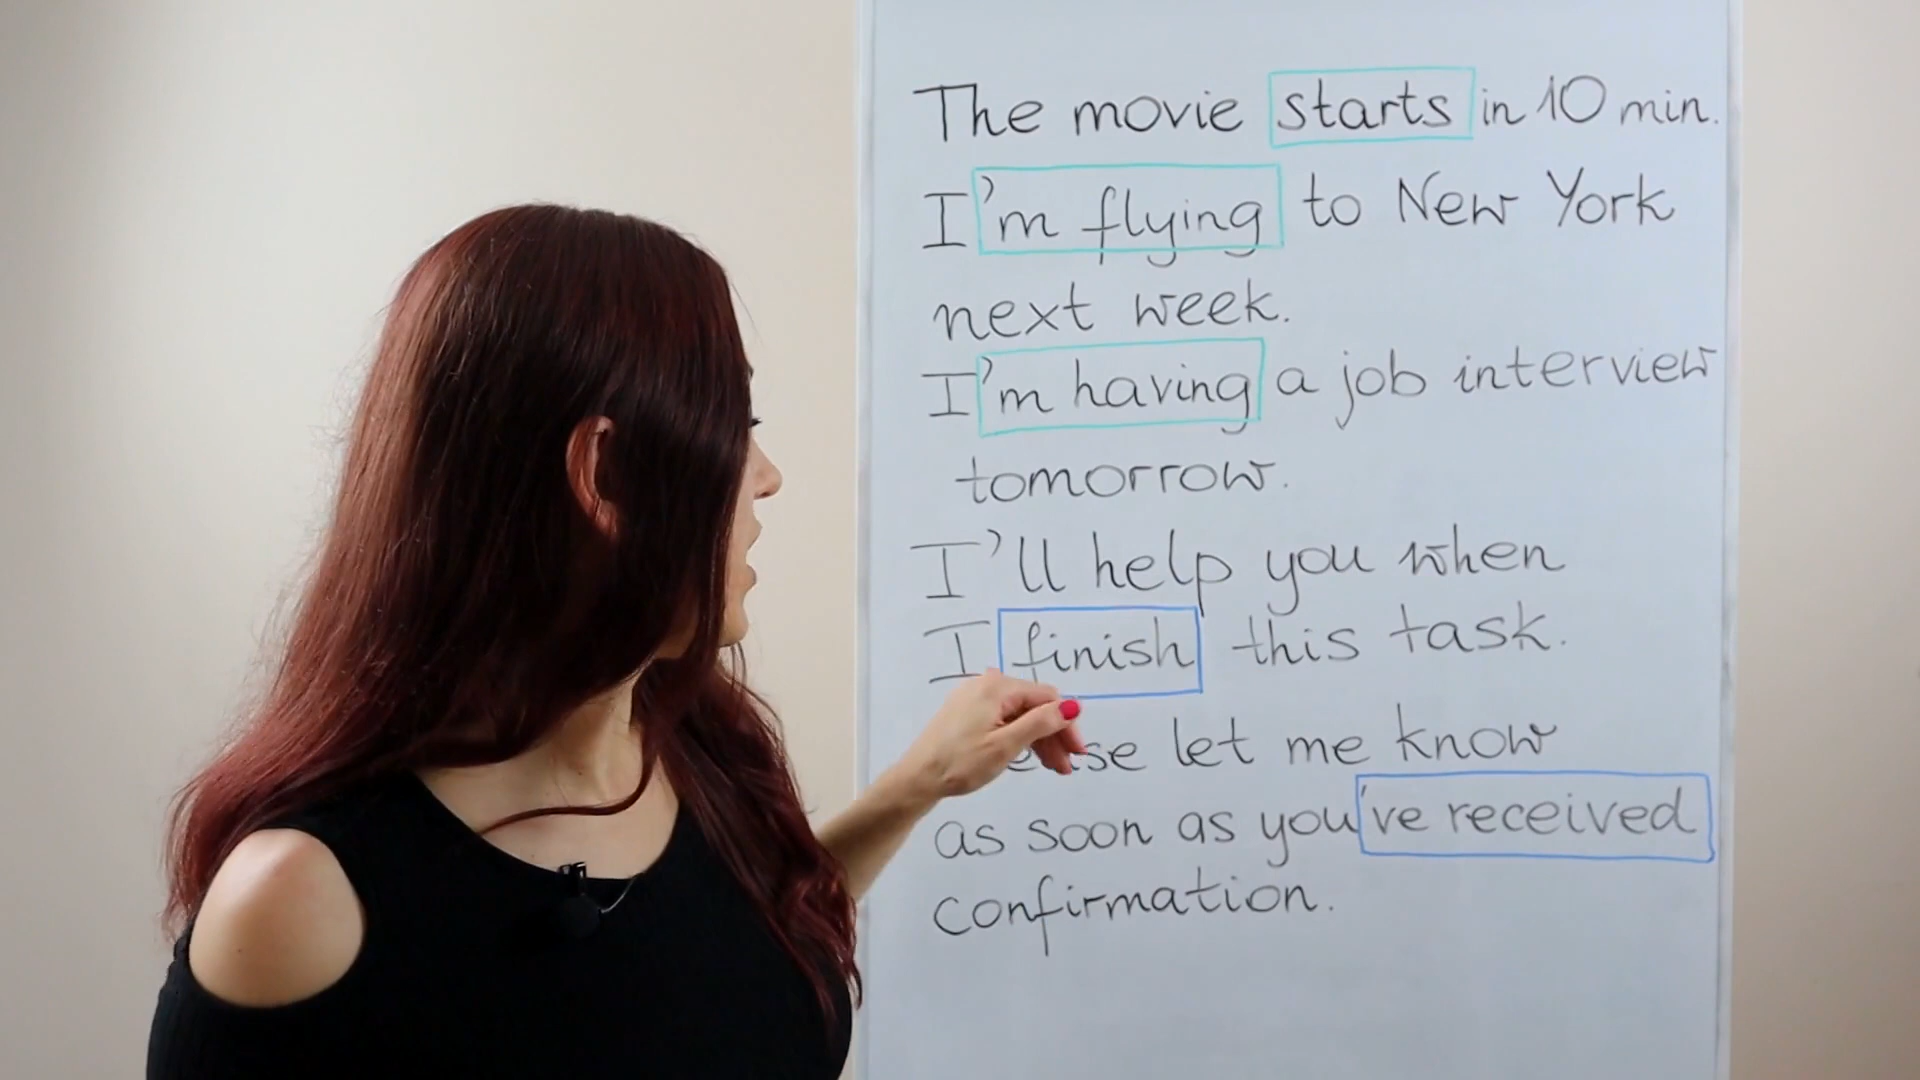 The movie starts in 10 min.
I'm flying to New York
next week.
I'm having a job interview
tomorrow.
I'll help you when
I finish this task.
let me know
as soon as you've received
confirmation.